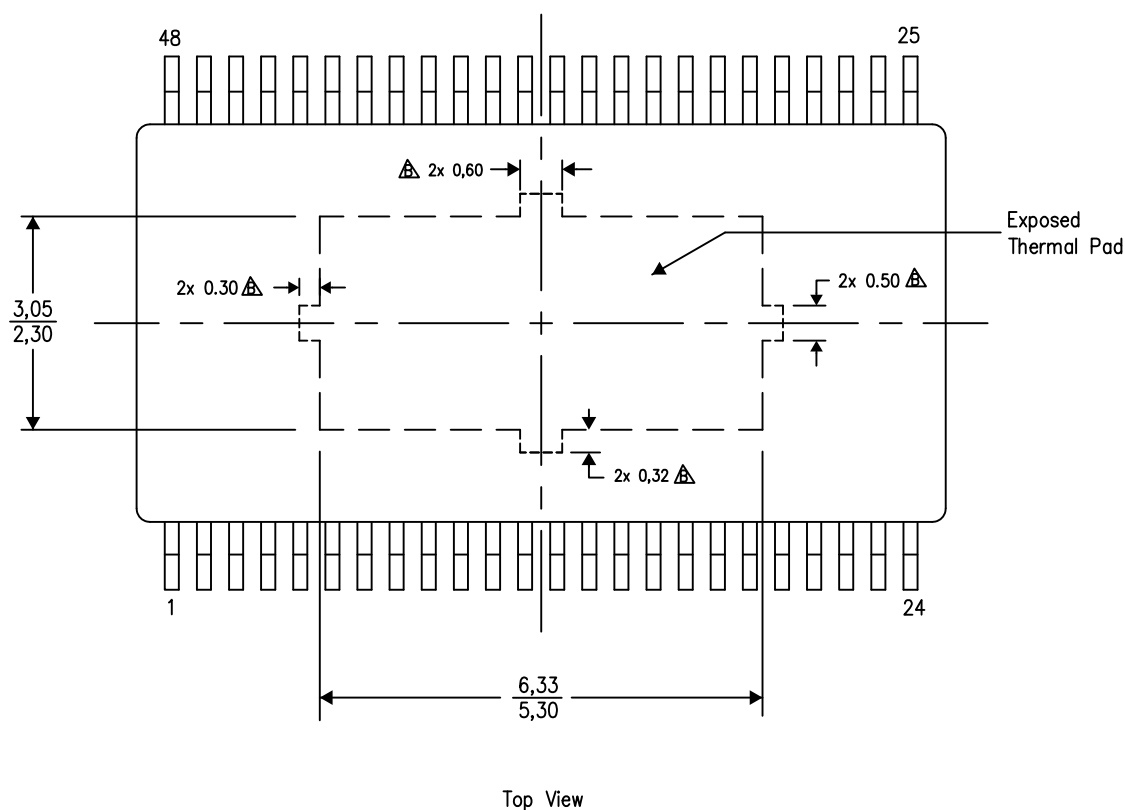 48
25
B 2x 0,60
Exposed
Thermal Pad
2x 0.30 B
2x 0.50 B
3,05
2,30
2x 0,32 B
1
24
6,33
5,30
Top View